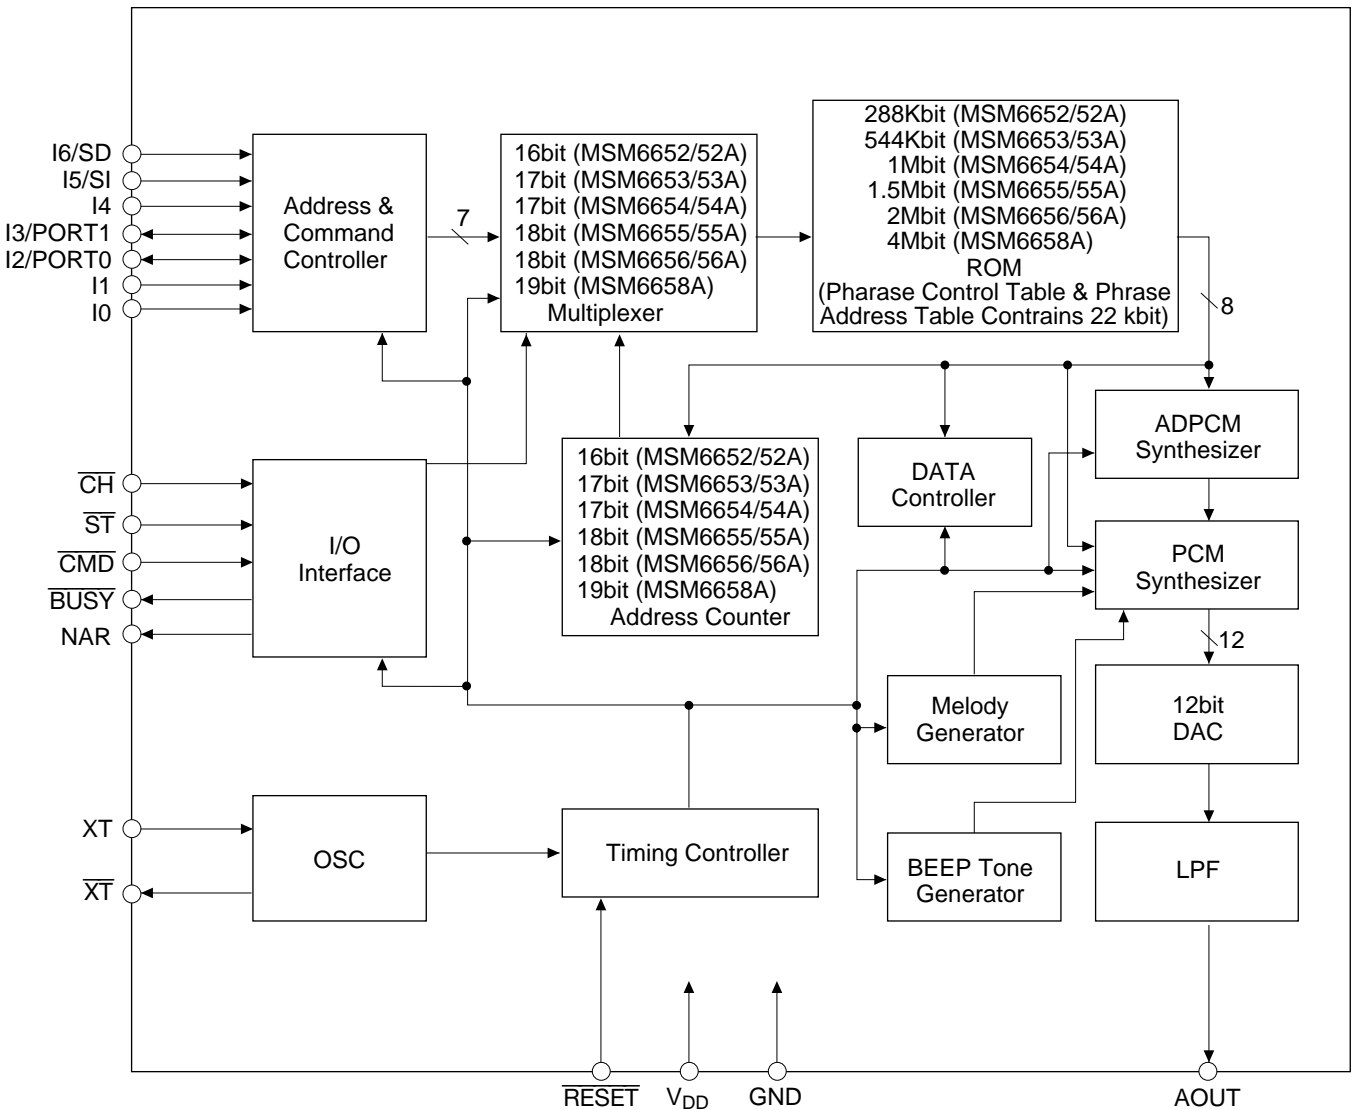 I6/SD
I5/SI
I4
I3/PORT1
I2/PORT0
I1
I0
Address &
Command
Controller
7
16bit (MSM6652/52A)
17bit (MSM6653/53A)
17bit (MSM6654/54A)
18bit (MSM6655/55A)
18bit (MSM6656/56A)
19bit (MSM6658A)
Multiplexer
288Kbit (MSM6652/52A)
544Kbit (MSM6653/53A)
1Mbit (MSM6654/54A)
1.5Mbit (MSM6655/55A)
2Mbit (MSM6656/56A)
4Mbit (MSM6658A)
ROM
(Pharase Control Table & Phrase
Address Table Contrains 22 kbit)
8
CH
ST
CMD
BUSY
NAR
I/O
Interface
16bit (MSM6652/52A)
17bit (MSM6653/53A)
17bit (MSM6654/54A)
18bit (MSM6655/55A)
18bit (MSM6656/56A)
19bit (MSM6658A)
Address Counter
DATA
Controller
ADPCM
Synthesizer
PCM
Synthesizer
12
Melody
Generator
12bit
DAC
XT
XT
OSC
Timing Controller
BEEP Tone
Generator
LPF
RESET
VDD
GND
AOUT